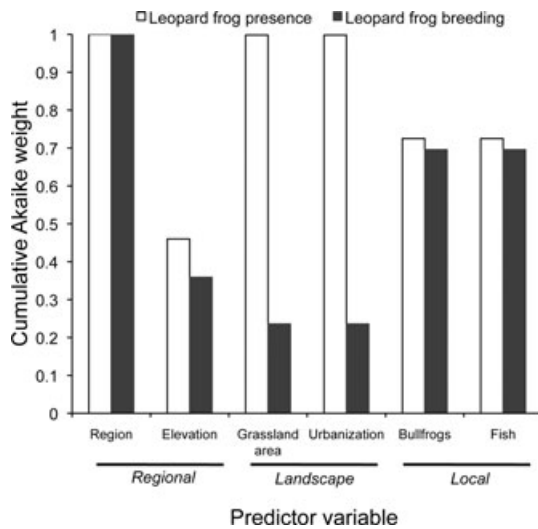 Leopard frog presence Leopard frog breeding
Cumulative Akaike weight
1
0.9
0.8
0.7
0.6
0.5
0.4
0.3
0.2
0.1
0
Region Elevation Grassland area Urbanization Bullfrogs Fish
Regional Landscape Local
Predictor variable